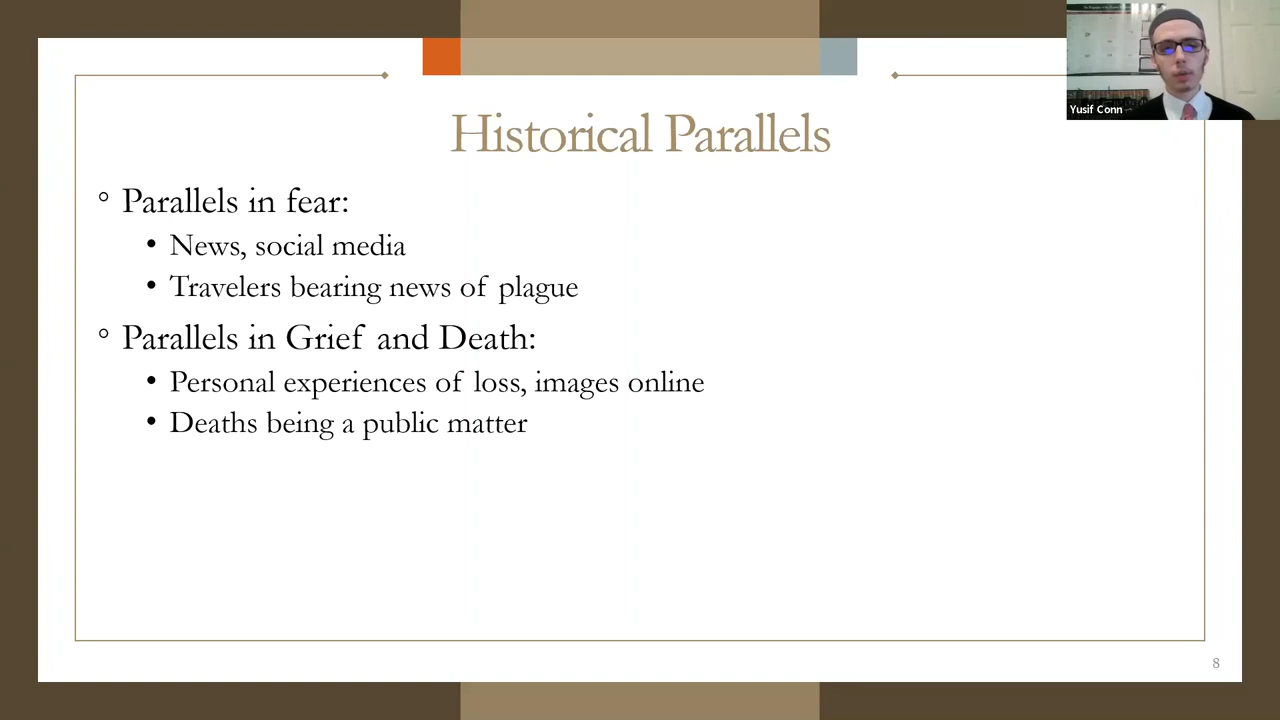 Historical Parallels
° Parallels in fear:
• News, social media
• Travelers bearing news of plague
° Parallels in Grief and Death:
• Personal experiences of loss, images online
• Deaths being a public matter
Yusif Conn
8